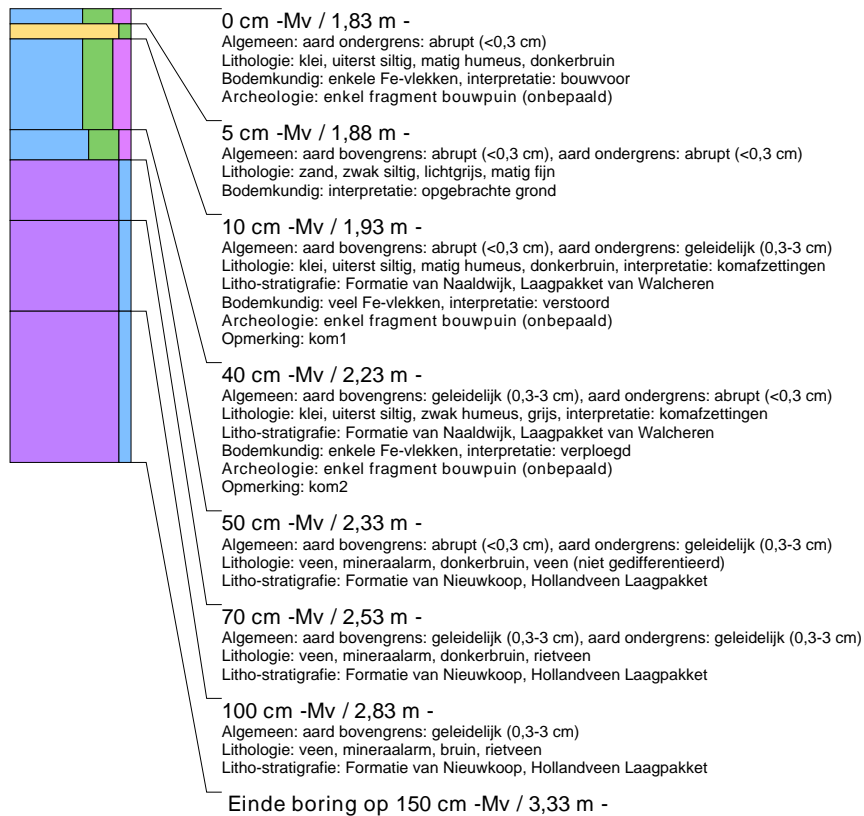 0 cm -Mv / 1,83 m -
Algemeen: aard ondergrens: abrupt (<0,3 cm)
Lithologie: klei, uiterst siltig, matig humeus, donkerbruin
Bodemkundig: enkele Fe-vlekken, interpretatie: bouwvoor
Archeologie: enkel fragment bouwpuin (onbepaald)
5 cm -Mv / 1,88 m -
Algemeen: aard bovengrens: abrupt (<0,3 cm), aard ondergrens: abrupt (<0,3 cm)
Lithologie: zand, zwak siltig, lichtgrijs, matig fijn
Bodemkundig: interpretatie: opgebrachte grond
10 cm -Mv / 1,93 m -
Algemeen: aard bovengrens: abrupt (<0,3 cm), aard ondergrens: geleidelijk (0,3-3 cm)
Lithologie: klei, uiterst siltig, matig humeus, donkerbruin, interpretatie: komafzettingen
Litho-stratigrafie: Formatie van Naaldwijk, Laagpakket van Walcheren
Bodemkundig: veel Fe-vlekken, interpretatie: verstoord
Archeologie: enkel fragment bouwpuin (onbepaald)
Opmerking: kom1
40 cm -Mv / 2,23 m -
Algemeen: aard bovengrens: geleidelijk (0,3-3 cm), aard ondergrens: abrupt (<0,3 cm)
Lithologie: klei, uiterst siltig, zwak humeus, grijs, interpretatie: komafzettingen
Litho-stratigrafie: Formatie van Naaldwijk, Laagpakket van Walcheren
Bodemkundig: enkele Fe-vlekken, interpretatie: verploegd
Archeologie: enkel fragment bouwpuin (onbepaald)
Opmerking: kom2
50 cm -Mv / 2,33 m -
Algemeen: aard bovengrens: abrupt (<0,3 cm), aard ondergrens: geleidelijk (0,3-3 cm)
Lithologie: veen, mineraalarm, donkerbruin, veen (niet gedifferentieerd)
Litho-stratigrafie: Formatie van Nieuwkoop, Hollandveen Laagpakket
70 cm -Mv / 2,53 m -
Algemeen: aard bovengrens: geleidelijk (0,3-3 cm), aard ondergrens: geleidelijk (0,3-3 cm)
Lithologie: veen, mineraalarm, donkerbruin, rietveen
Litho-stratigrafie: Formatie van Nieuwkoop, Hollandveen Laagpakket
100 cm -Mv / 2,83 m -
Algemeen: aard bovengrens: geleidelijk (0,3-3 cm)
Lithologie: veen, mineraalarm, bruin, rietveen
Litho-stratigrafie: Formatie van Nieuwkoop, Hollandveen Laagpakket
Einde boring op 150 cm -Mv / 3,33 m -